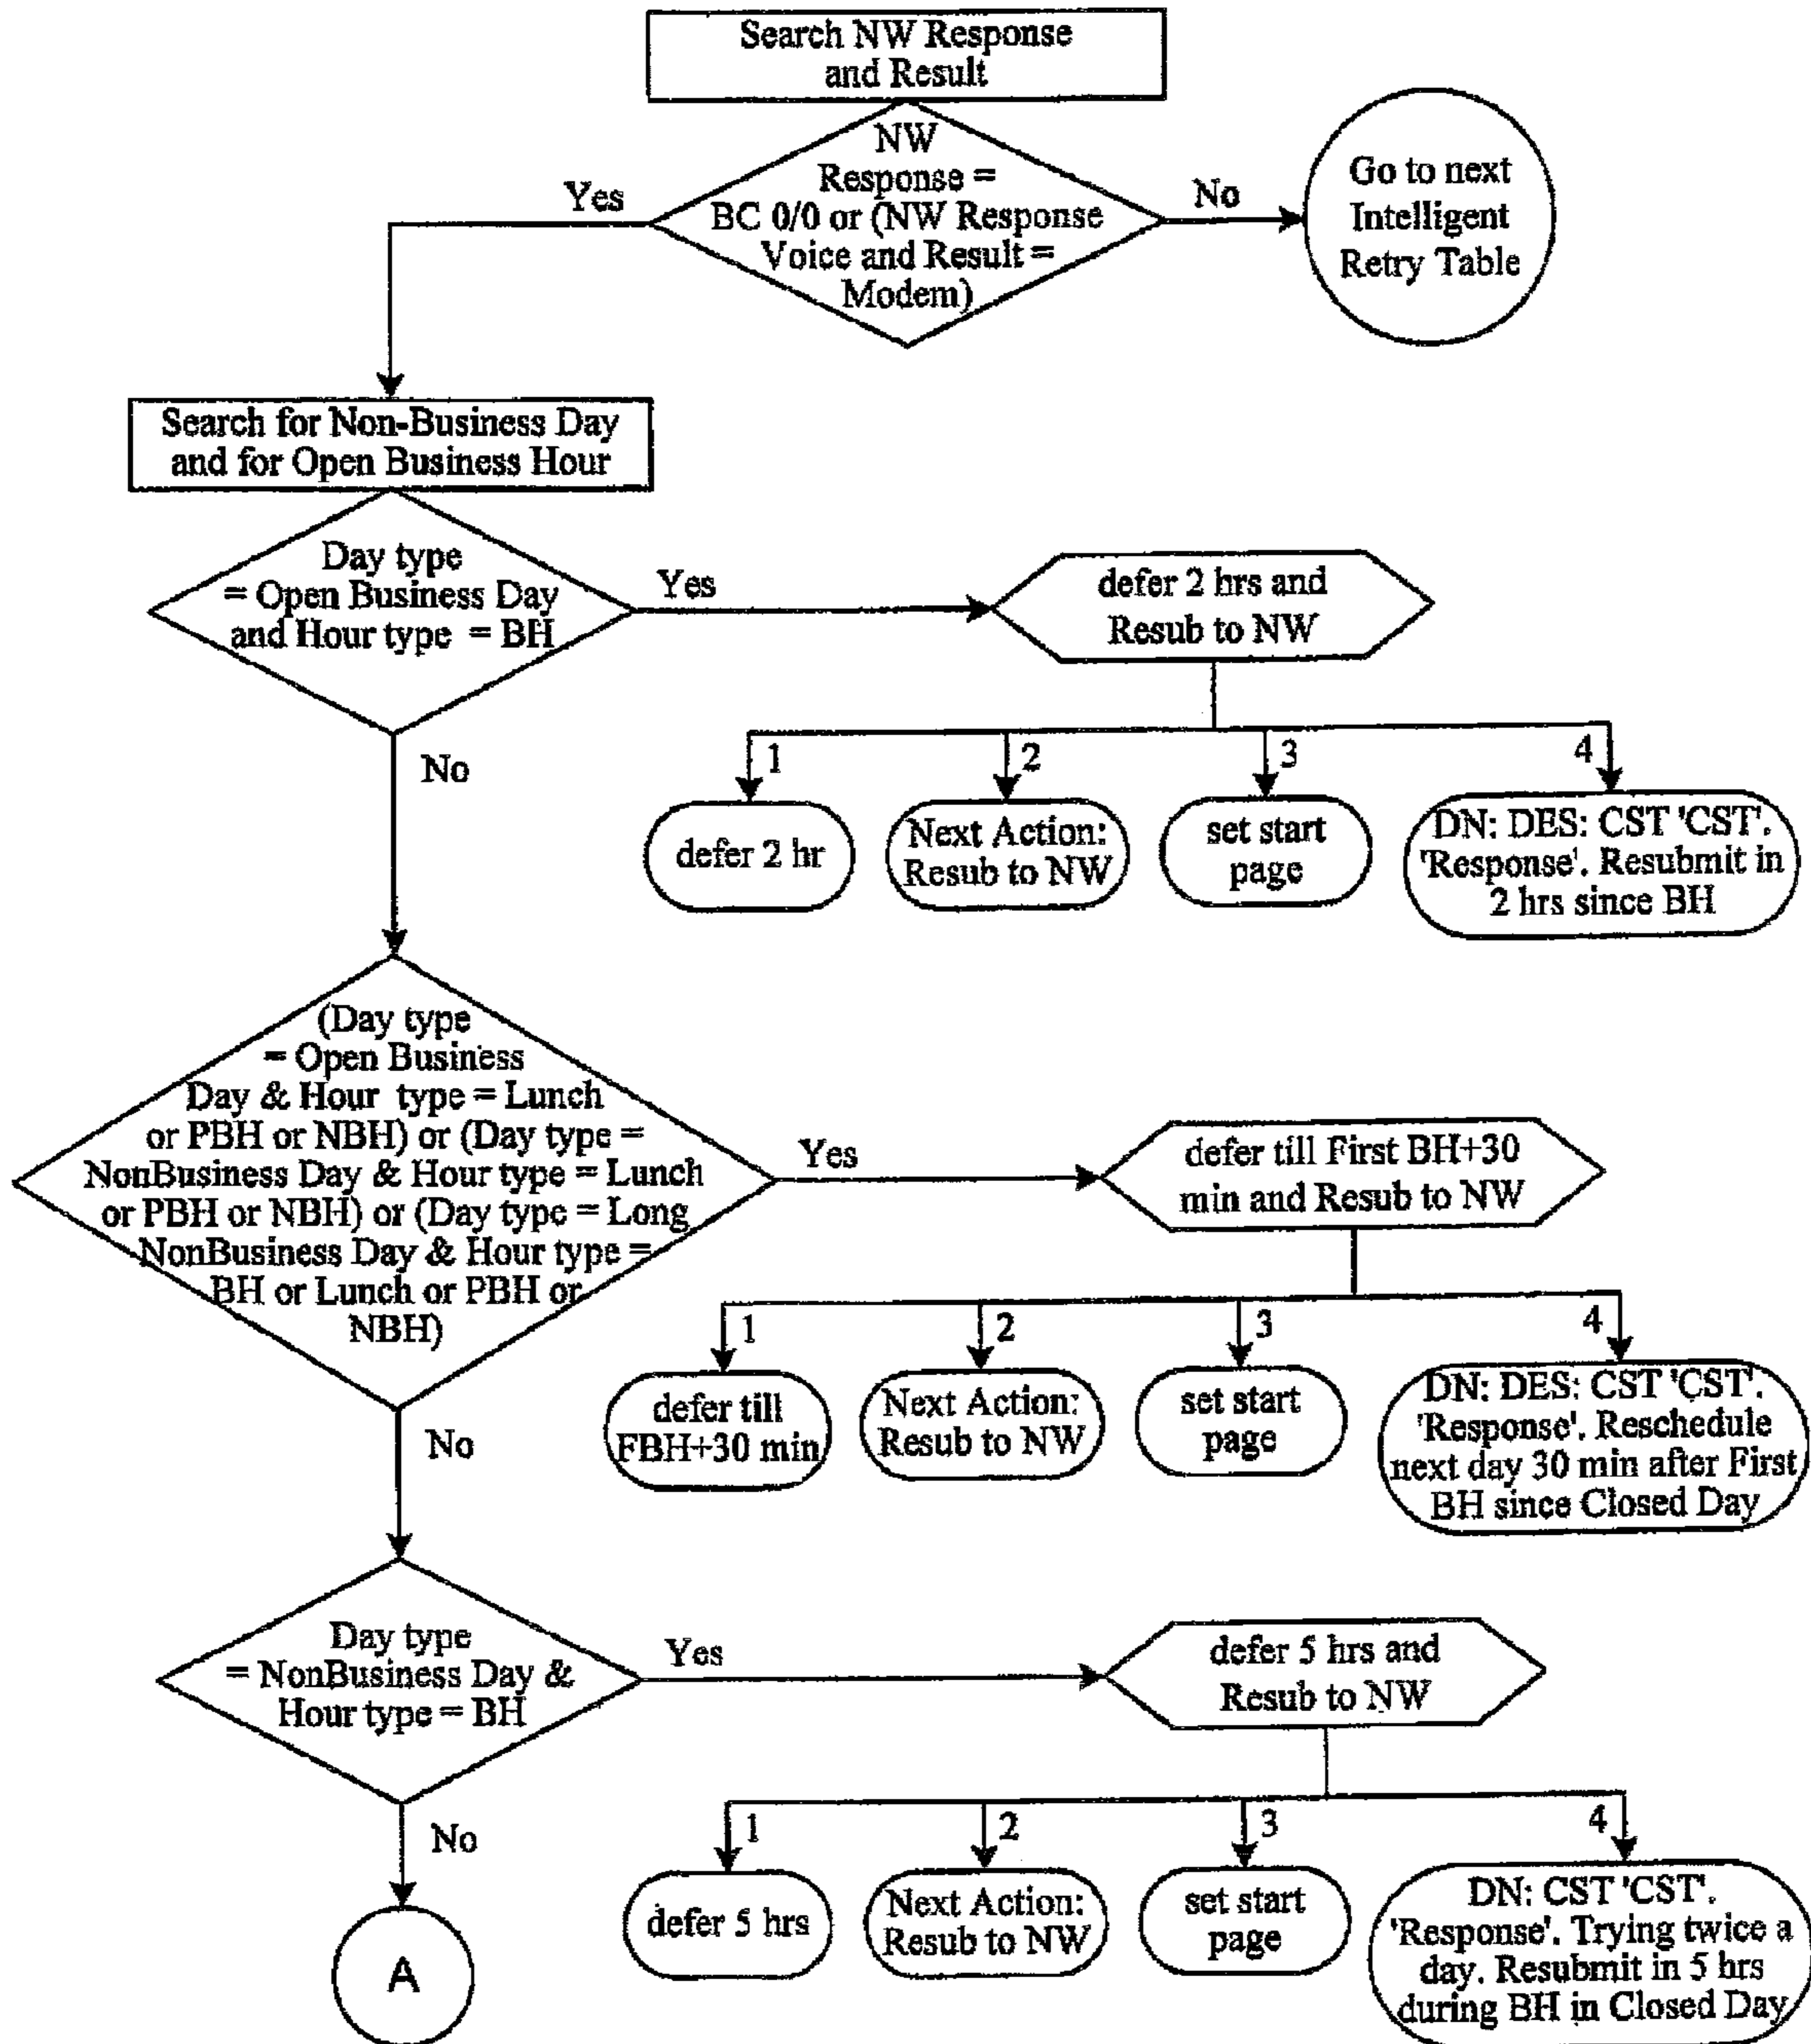 Search NW Response
and Result
NW
Response =
BC 0/0 or (NW Response
Voice and Result =
Modem)
Yes
No
Go to next
Intelligent
Retry Table
Search for Non-Business Day
and for Open Business Hour
Day type
= Open Business Day
and Hour type = BH
Yes
defer 2 hrs and
Resub to NW
No
1
2
3
4
defer 2 hr
Next Action:
Resub to NW
set start
page
DN: DES: CST 'CST'.
'Response'. Resubmit in
2 hrs since BH
(Day type
= Open Business
Day & Hour type = Lunch
or PBH or NBH) or (Day type =
NonBusiness Day & Hour type = Lunch
or PBH or NBH) or (Day type = Long
NonBusiness Day & Hour type =
BH or Lunch or PBH or
NBH)
Yes
defer till First BH+30
min and Resub to NW
No
1
2
3
4
defer till
FBH+30 min
Next Action:
Resub to NW
set start
page
DN: DES: CST 'CST'.
'Response'. Reschedule
next day 30 min after First
BH since Closed Day
Day type
= NonBusiness Day &
Hour type = BH
Yes
defer 5 hrs and
Resub to NW
No
1
2
3
4
defer 5 hrs
Next Action:
Resub to NW
set start
page
DN: CST 'CST'.
'Response'. Trying twice a
day. Resubmit in 5 hrs
during BH in Closed Day
A